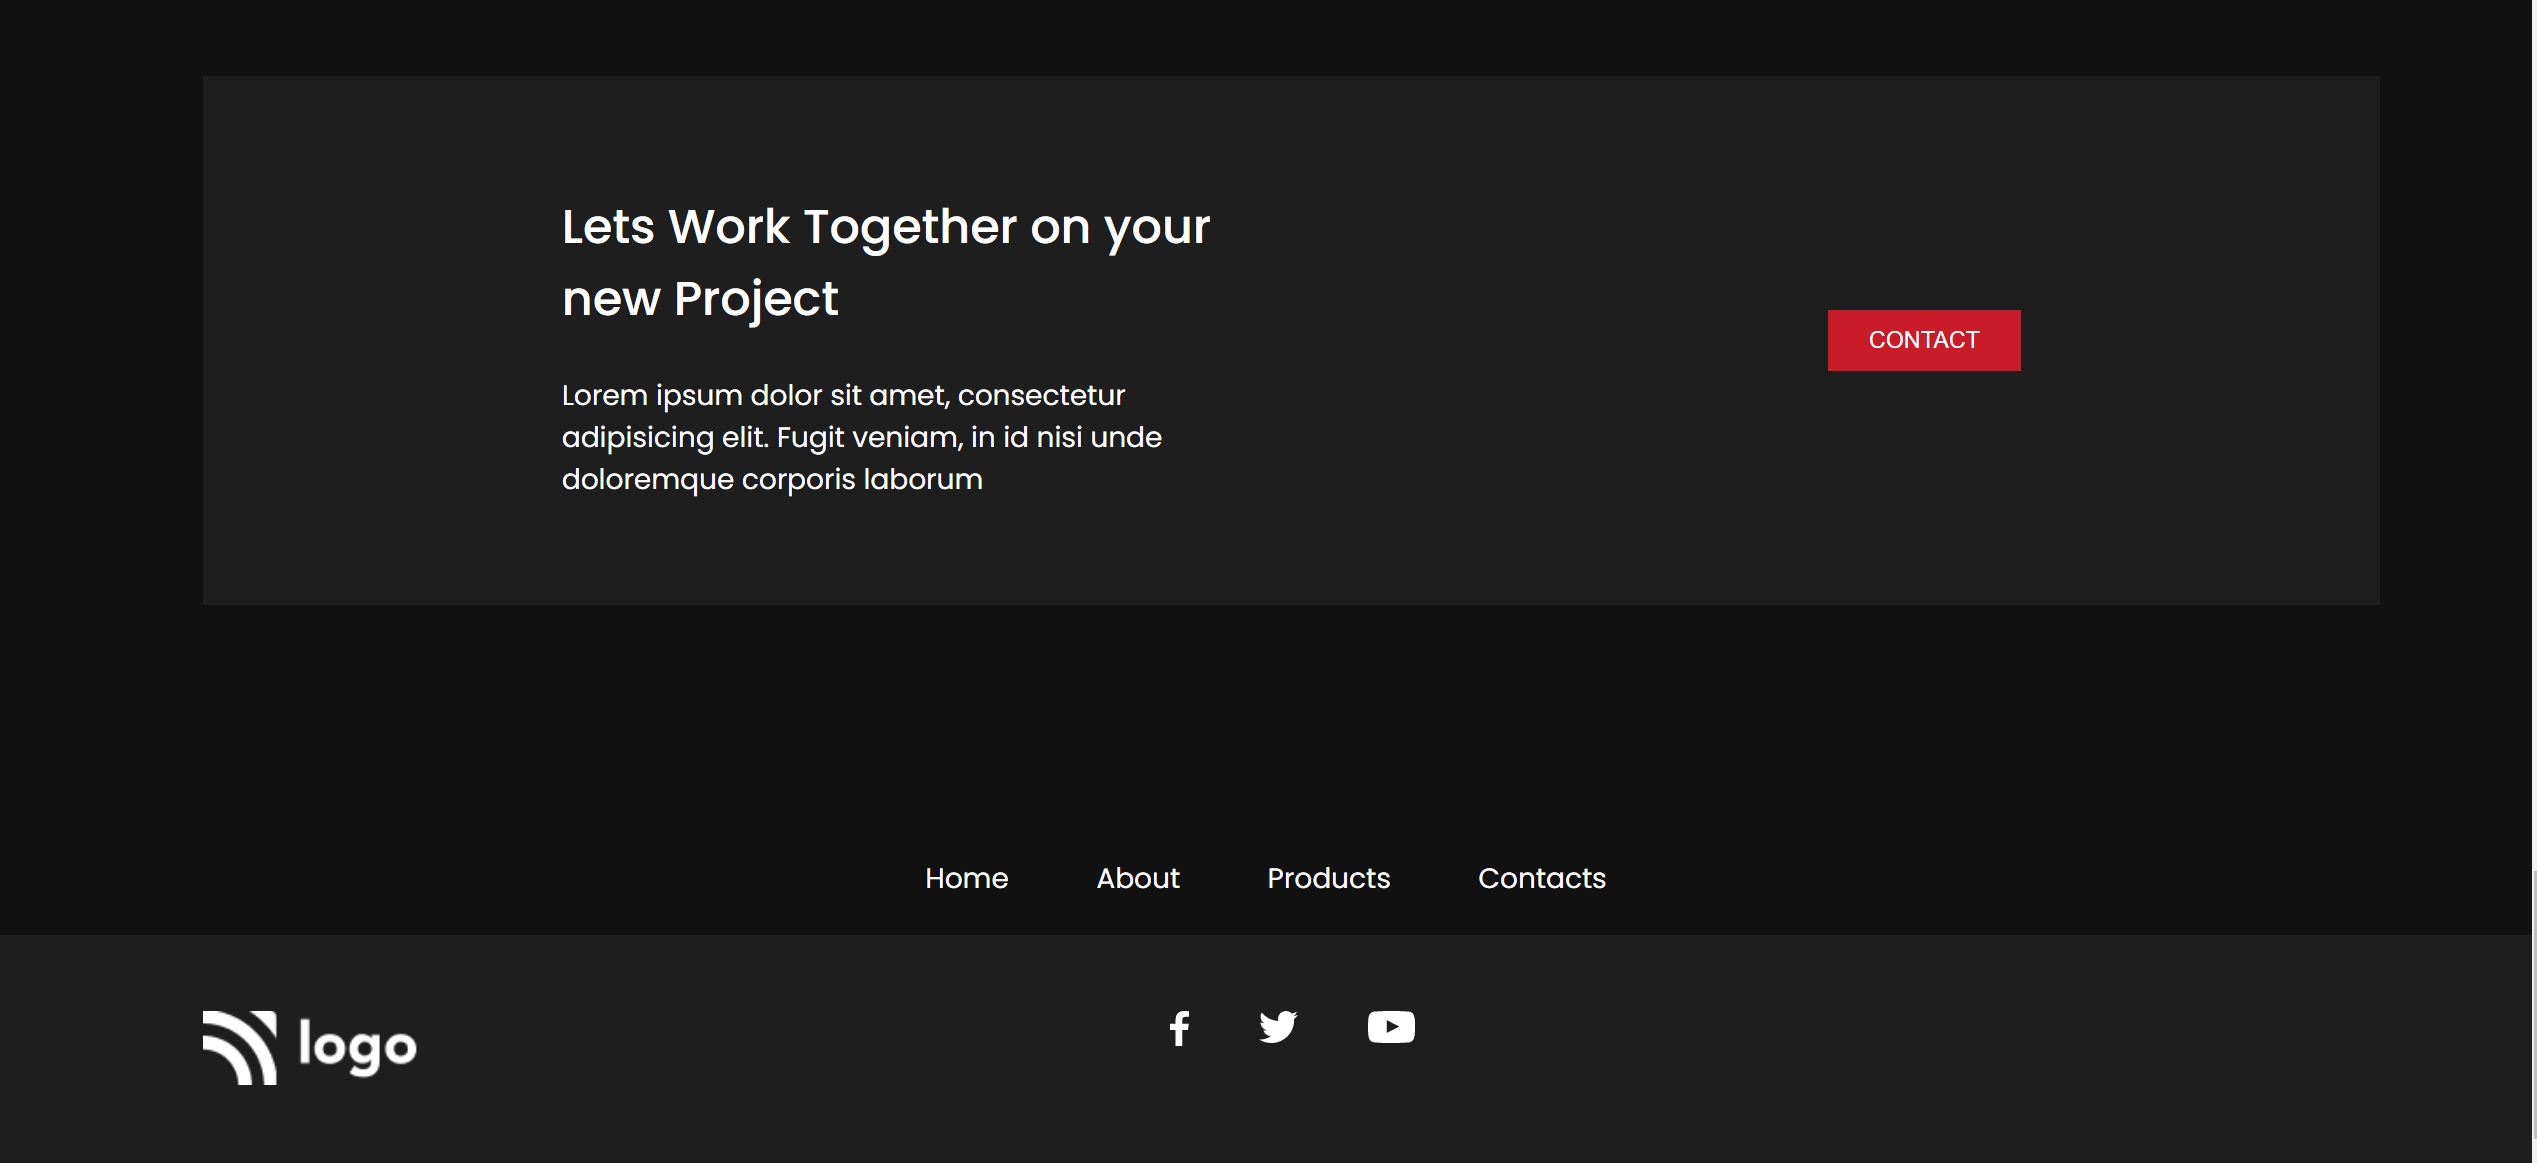 Lets Work Together on your
new Project
Lorem ipsum dolor sit amet, consectetur
adipisicing elit. Fugit veniam, in id nisi unde
doloremque corporis laborum
CONTACT
Home About Products Contacts
logo